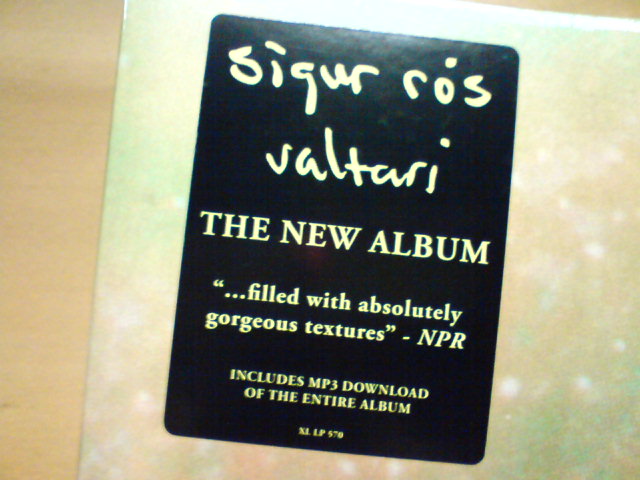 sigur rós
valtari
THE NEW ALBUM
“...filled with absolutely
gorgeous textures” - NPR
INCLUDES MP3 DOWNLOAD
OF THE ENTIRE ALBUM
XL LP 570